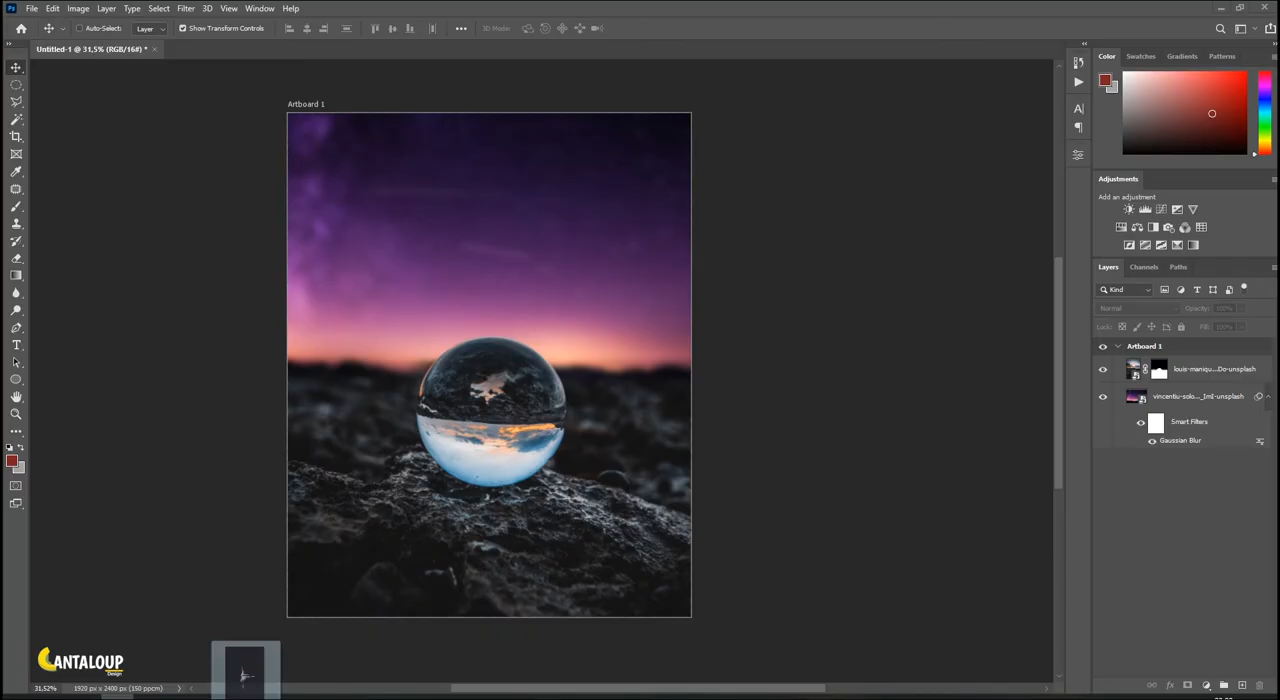 Ps File Edit Image Layer Type Select Filter 3D View Window Help
Auto-Select: Layer Show Transform Controls 3D Mode:
Untitled-1 @ 31,5% (RGB/16#) *
Artboard 1
Color Swatches Gradients Patterns
Adjustments
Add an adjustment
Layers Channels Paths
Kind
Normal Opacity: 100%
Lock: Fill: 100%
Artboard 1
louis-maniqu...Do-unsplash
vincentiu-solo..._ImI-unsplash
Smart Filters
Gaussian Blur
CANTALOUP
Design
31,52% 1920 px x 2400 px (150 ppcm)